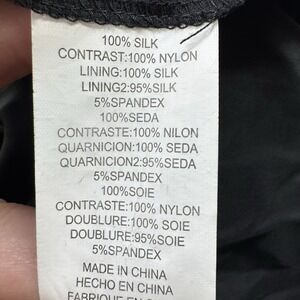 100% SILK
CONTRAST:100% NYLON
LINING:100% SILK
LINING2:95%SILK
5%SPANDEX
100%SEDA
CONTRASTE:100% NILON
QUARNICION:100% SEDA
QUARNICION2:95%SEDA
5%SPANDEX
100%SOIE
CONTRASTE:100% NYLON
DOUBLURE:100% SOIE
DOUBLURE:95%SOIE
5%SPANDEX
MADE IN CHINA
HECHO EN CHINA
FABRIQUE EN